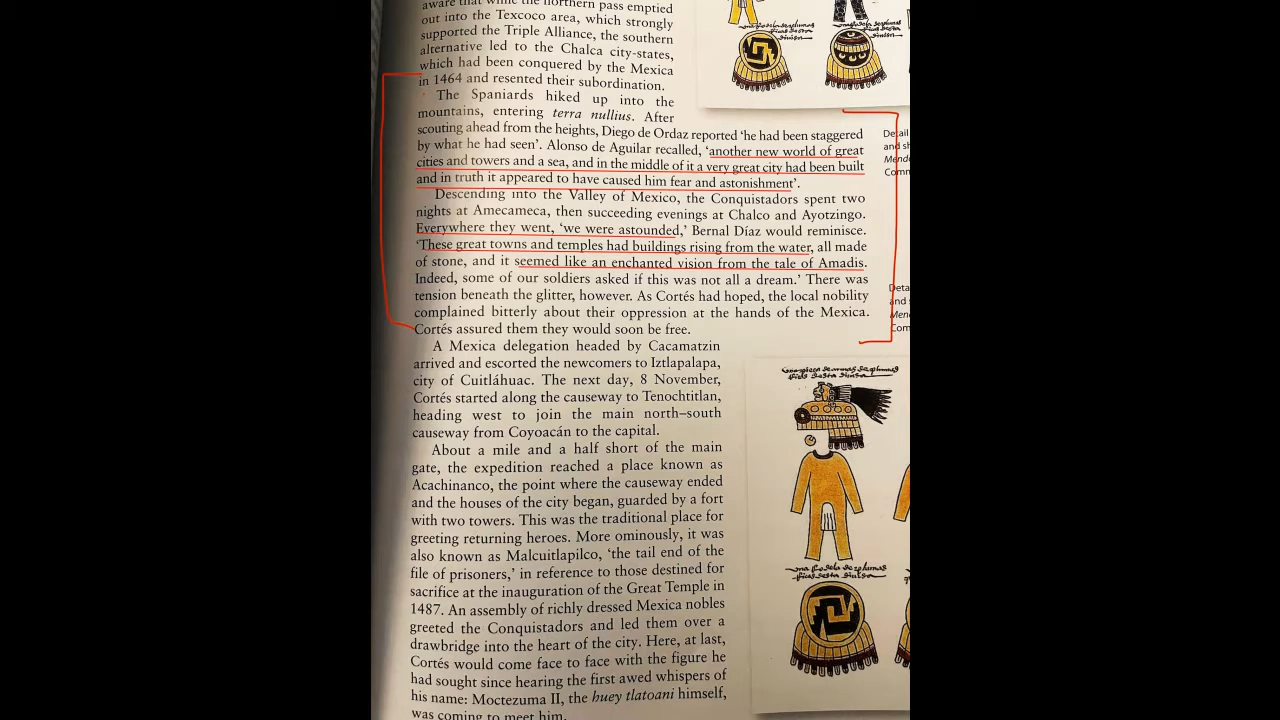 aware that while the northern pass emptied
out into the Texcoco area, which strongly
supported the Triple Alliance, the southern
alternative led to the Chalca city-states,
which had been conquered by the Mexica
in 1464 and resented their subordination.
The Spaniards hiked up into the
mountains, entering terra nullius. After
scouting ahead from the heights, Diego de Ordaz reported ‘he had been staggered
by what he had seen’. Alonso de Aguilar recalled, ‘another new world of great
cities and towers and a sea, and in the middle of it a very great city had been built
and in truth it appeared to have caused him fear and astonishment’.
Descending into the Valley of Mexico, the Conquistadors spent two
nights at Amecameca, then succeeding evenings at Chalco and Ayotzingo.
Everywhere they went, ‘we were astounded,’ Bernal Díaz would reminisce.
‘These great towns and temples had buildings rising from the water, all made
of stone, and it seemed like an enchanted vision from the tale of Amadis.
Indeed, some of our soldiers asked if this was not all a dream.’ There was
tension beneath the glitter, however. As Cortés had hoped, the local nobility
complained bitterly about their oppression at the hands of the Mexica.
Cortés assured them they would soon be free.
A Mexica delegation headed by Cacamatzin
arrived and escorted the newcomers to Iztlapalapa,
city of Cuitláhuac. The next day, 8 November,
Cortés started along the causeway to Tenochtitlan,
heading west to join the main north–south
causeway from Coyoacán to the capital.
About a mile and a half short of the main
gate, the expedition reached a place known as
Acachinanco, the point where the causeway ended
and the houses of the city began, guarded by a fort
with two towers. This was the traditional place for
greeting returning heroes. More ominously, it was
also known as Malcuitlapilco, ‘the tail end of the
file of prisoners,’ in reference to those destined for
sacrifice at the inauguration of the Great Temple in
1487. An assembly of richly dressed Mexica nobles
greeted the Conquistadors and led them over a
drawbridge into the heart of the city. Here, at last,
Cortés would come face to face with the figure he
had sought since hearing the first awed whispers of
his name: Moctezuma II, the huey tlatoani himself,
was coming to meet him.
Detail
and sh
Mend
Comm
Deta
and s
Men
Com